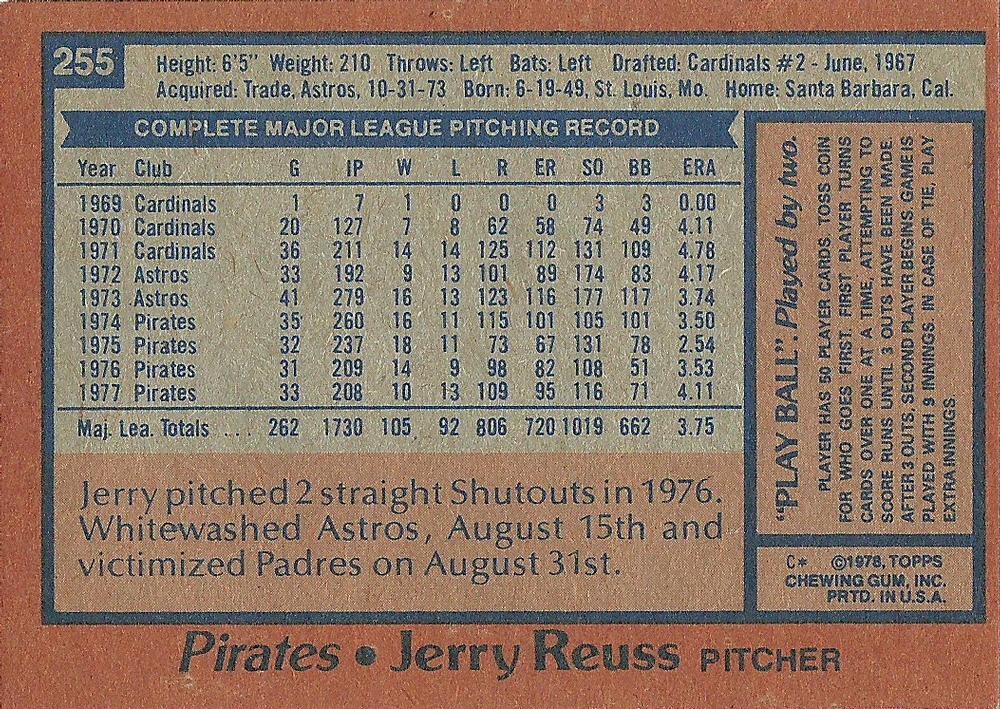 255
Height: 6'5" Weight: 210 Throws: Left Bats: Left Drafted: Cardinals #2 - June, 1967
Acquired: Trade, Astros, 10-31-73 Born: 6-19-49, St. Louis, Mo. Home: Santa Barbara, Cal.
COMPLETE MAJOR LEAGUE PITCHING RECORD
Year Club G IP W L R ER SO BB ERA
1969 Cardinals 1 7 1 0 0 0 3 3 0.00
1970 Cardinals 20 127 7 8 62 58 74 49 4.11
1971 Cardinals 36 211 14 14 125 112 131 109 4.78
1972 Astros 33 192 9 13 101 89 174 83 4.17
1973 Astros 41 279 16 13 123 116 177 117 3.74
1974 Pirates 35 260 16 11 115 101 105 101 3.50
1975 Pirates 32 237 18 11 73 67 131 78 2.54
1976 Pirates 31 209 14 9 98 82 108 51 3.53
1977 Pirates 33 208 10 13 109 95 116 71 4.11
Maj. Lea. Totals .... 262 1730 105 92 806 720 1019 662 3.75
Jerry pitched 2 straight Shutouts in 1976.
Whitewashed Astros, August 15th and
victimized Padres on August 31st.
"PLAY BALL". Played by two.
PLAYER HAS 50 PLAYER CARDS. TOSS COIN
FOR WHO GOES FIRST. FIRST PLAYER TURNS
CARDS OVER ONE AT A TIME, ATTEMPTING TO
SCORE RUNS UNTIL 3 OUTS HAVE BEEN MADE.
AFTER 3 OUTS, SECOND PLAYER BEGINS. GAME IS
PLAYED WITH 9 INNINGS. IN CASE OF TIE, PLAY
EXTRA INNINGS
C* ©1978, TOPPS
CHEWING GUM, INC.
PRTD. IN U.S.A.
Pirates • Jerry Reuss PITCHER